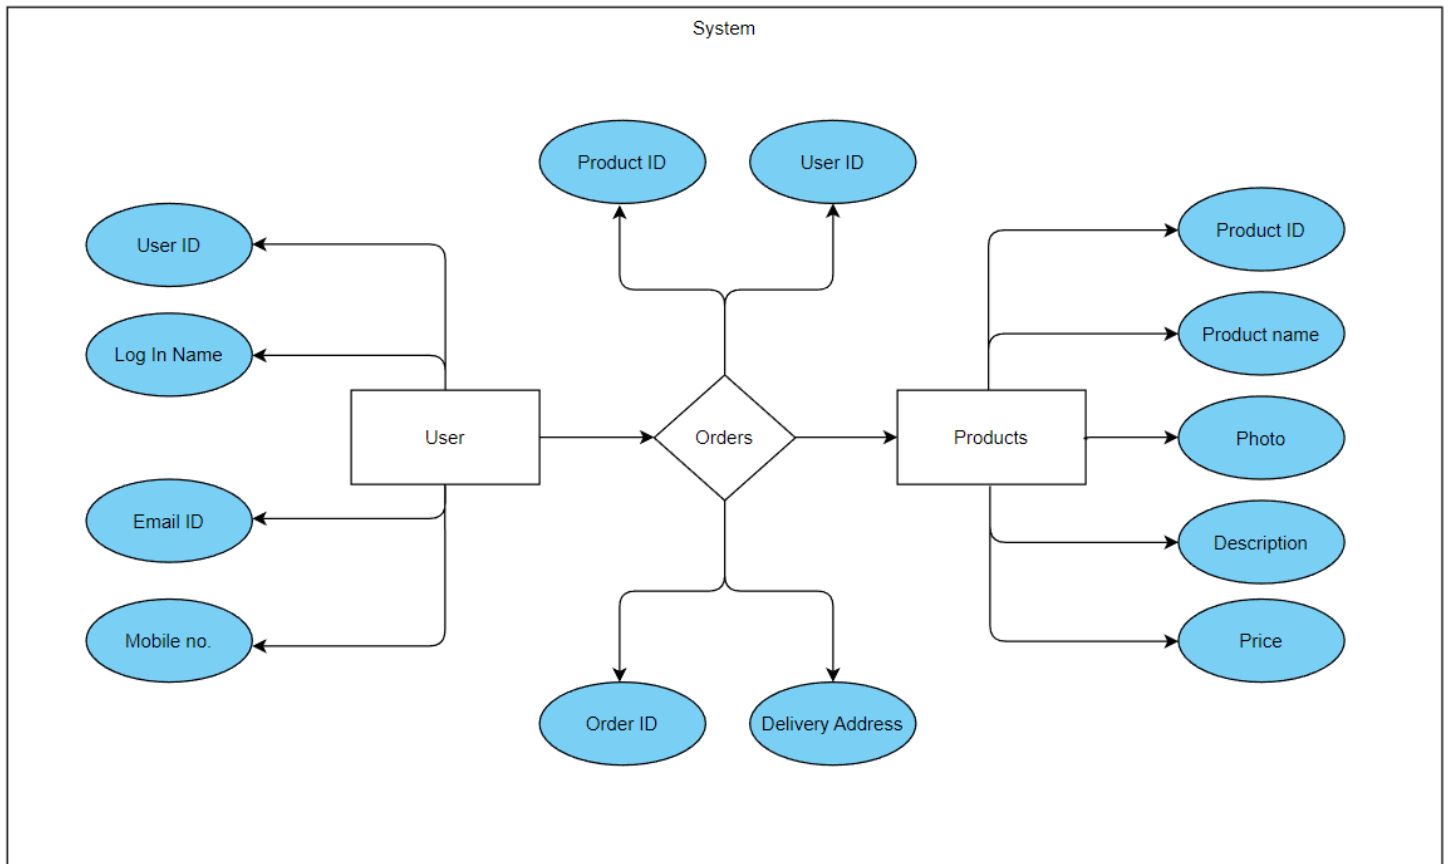 System
Product ID
User ID
User ID
Product ID
Log In Name
Product name
User
Orders
Products
Photo
Email ID
Description
Mobile no.
Price
Order ID
Delivery Address